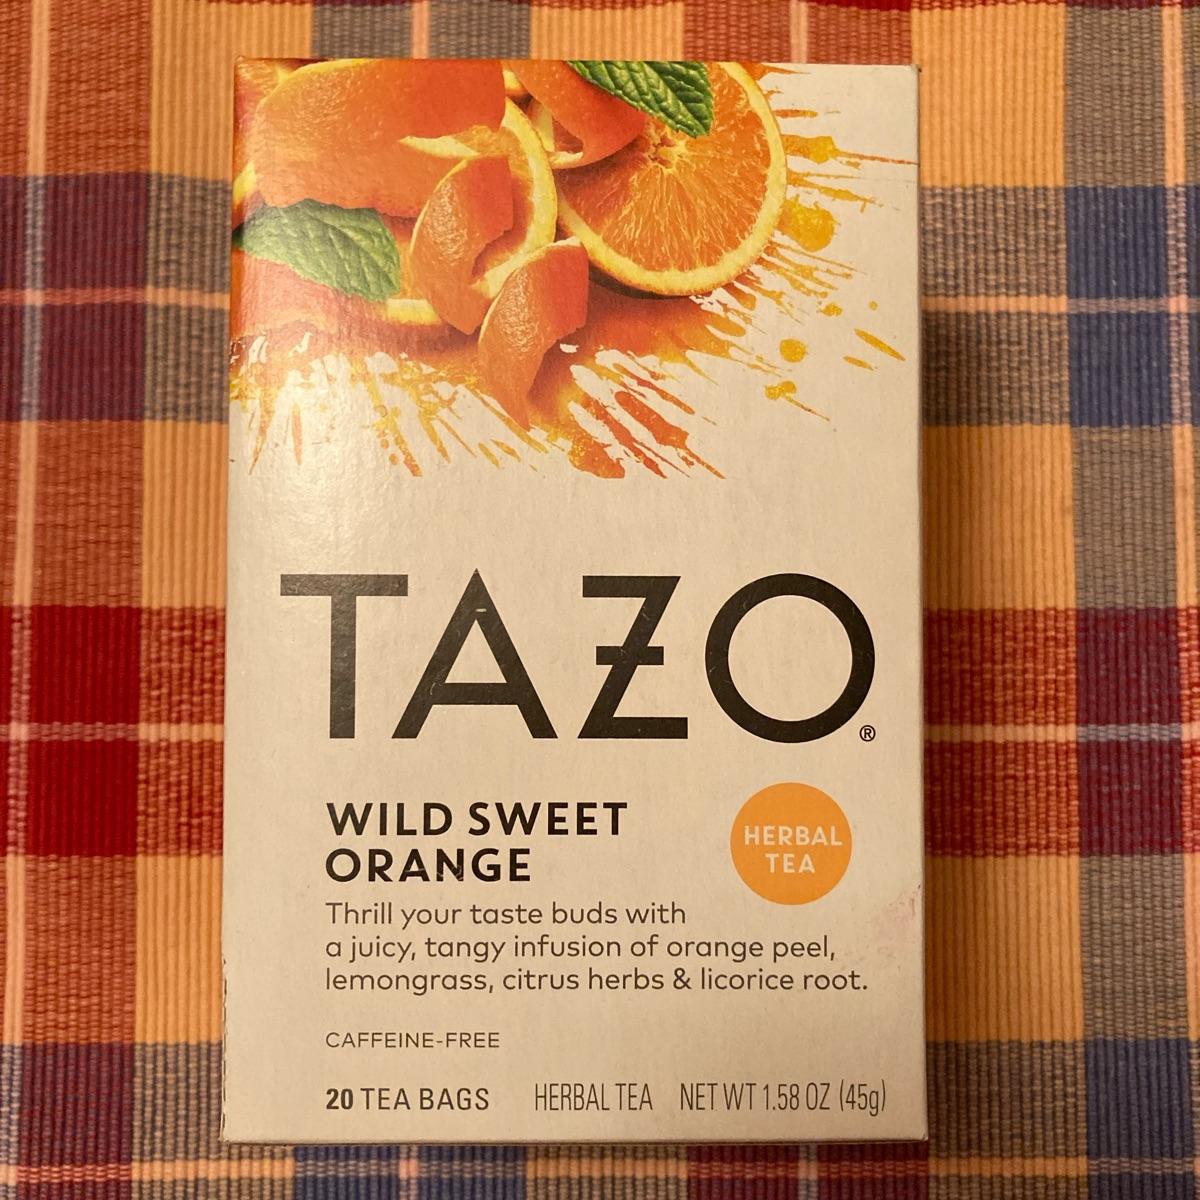 TAZO®
WILD SWEET
ORANGE
HERBAL
TEA
Thrill your taste buds with
a juicy, tangy infusion of orange peel,
lemongrass, citrus herbs & licorice root.
CAFFEINE-FREE
20 TEA BAGS HERBAL TEA NET WT 1.58 OZ (45g)